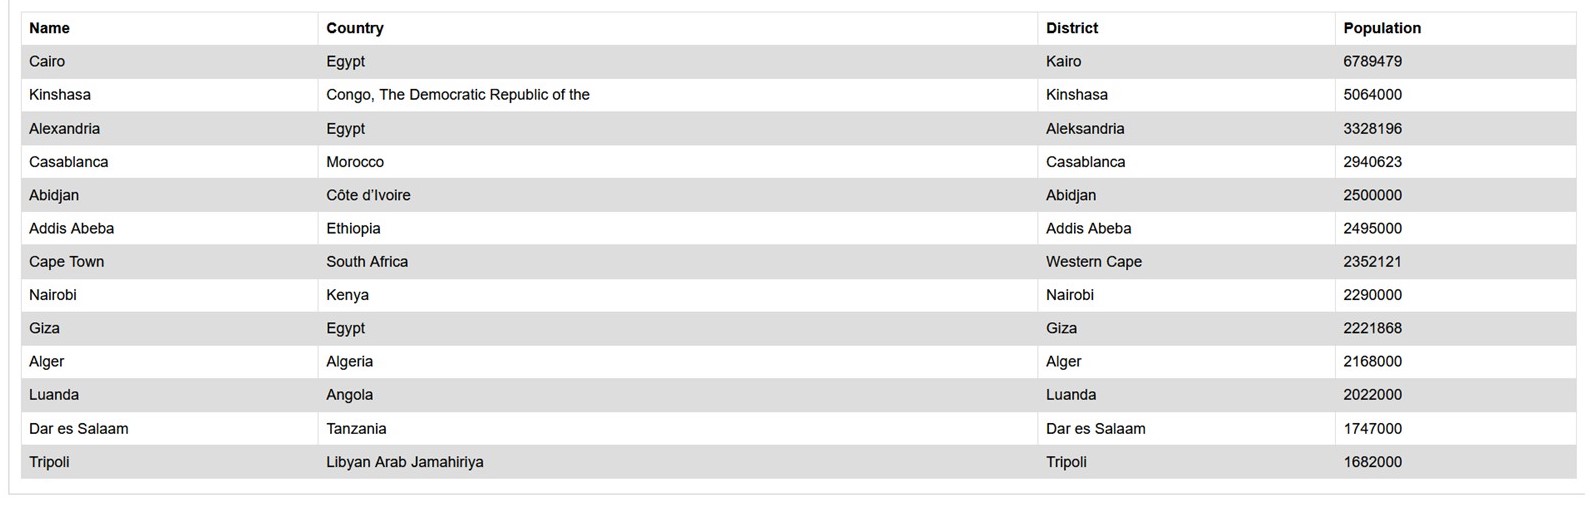 Name Country District Population
Cairo Egypt Kairo 6789479
Kinshasa Congo, The Democratic Republic of the Kinshasa 5064000
Alexandria Egypt Aleksandria 3328196
Casablanca Morocco Casablanca 2940623
Abidjan Côte d’Ivoire Abidjan 2500000
Addis Abeba Ethiopia Addis Abeba 2495000
Cape Town South Africa Western Cape 2352121
Nairobi Kenya Nairobi 2290000
Giza Egypt Giza 2221868
Alger Algeria Alger 2168000
Luanda Angola Luanda 2022000
Dar es Salaam Tanzania Dar es Salaam 1747000
Tripoli Libyan Arab Jamahiriya Tripoli 1682000